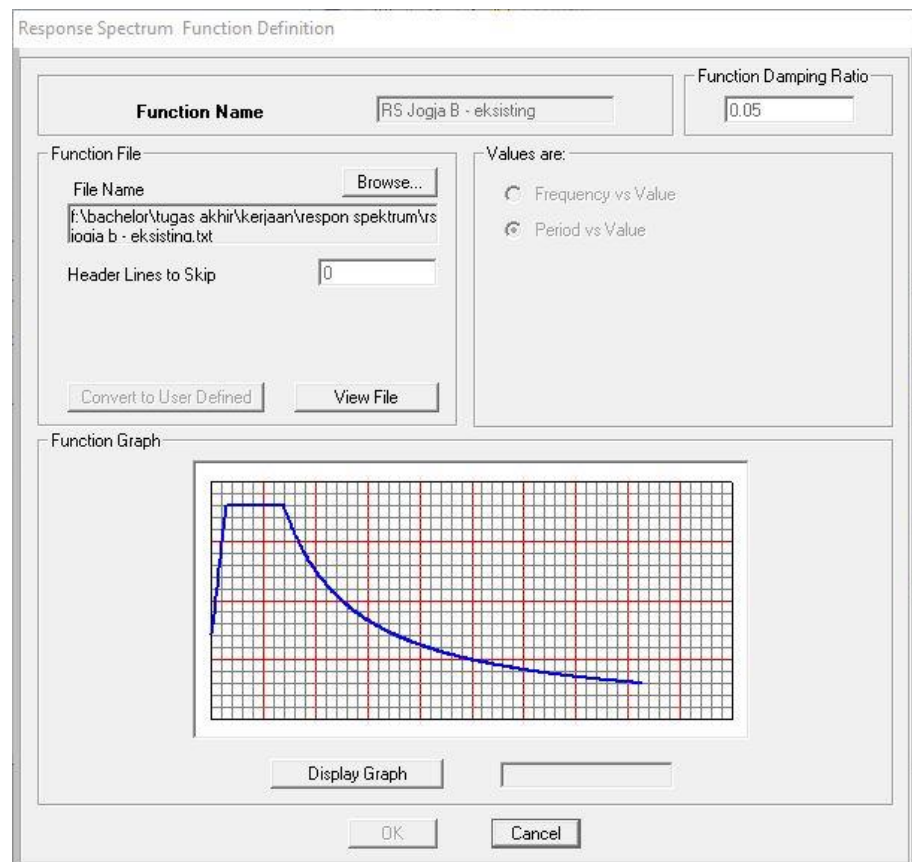 Response Spectrum  Function Definition
Function Name
RS Jogja B - eksisting
Function Damping Ratio
0.05
Function File
File Name
Browse...
f:\bachelor\tugas akhir\kerjaan\respon spektrum\rs
jogja b - eksisting.txt
Header Lines to Skip
0
Convert to User Defined
View File
Values are:
Frequency vs Value
Period vs Value
Function Graph
Display Graph
OK
Cancel